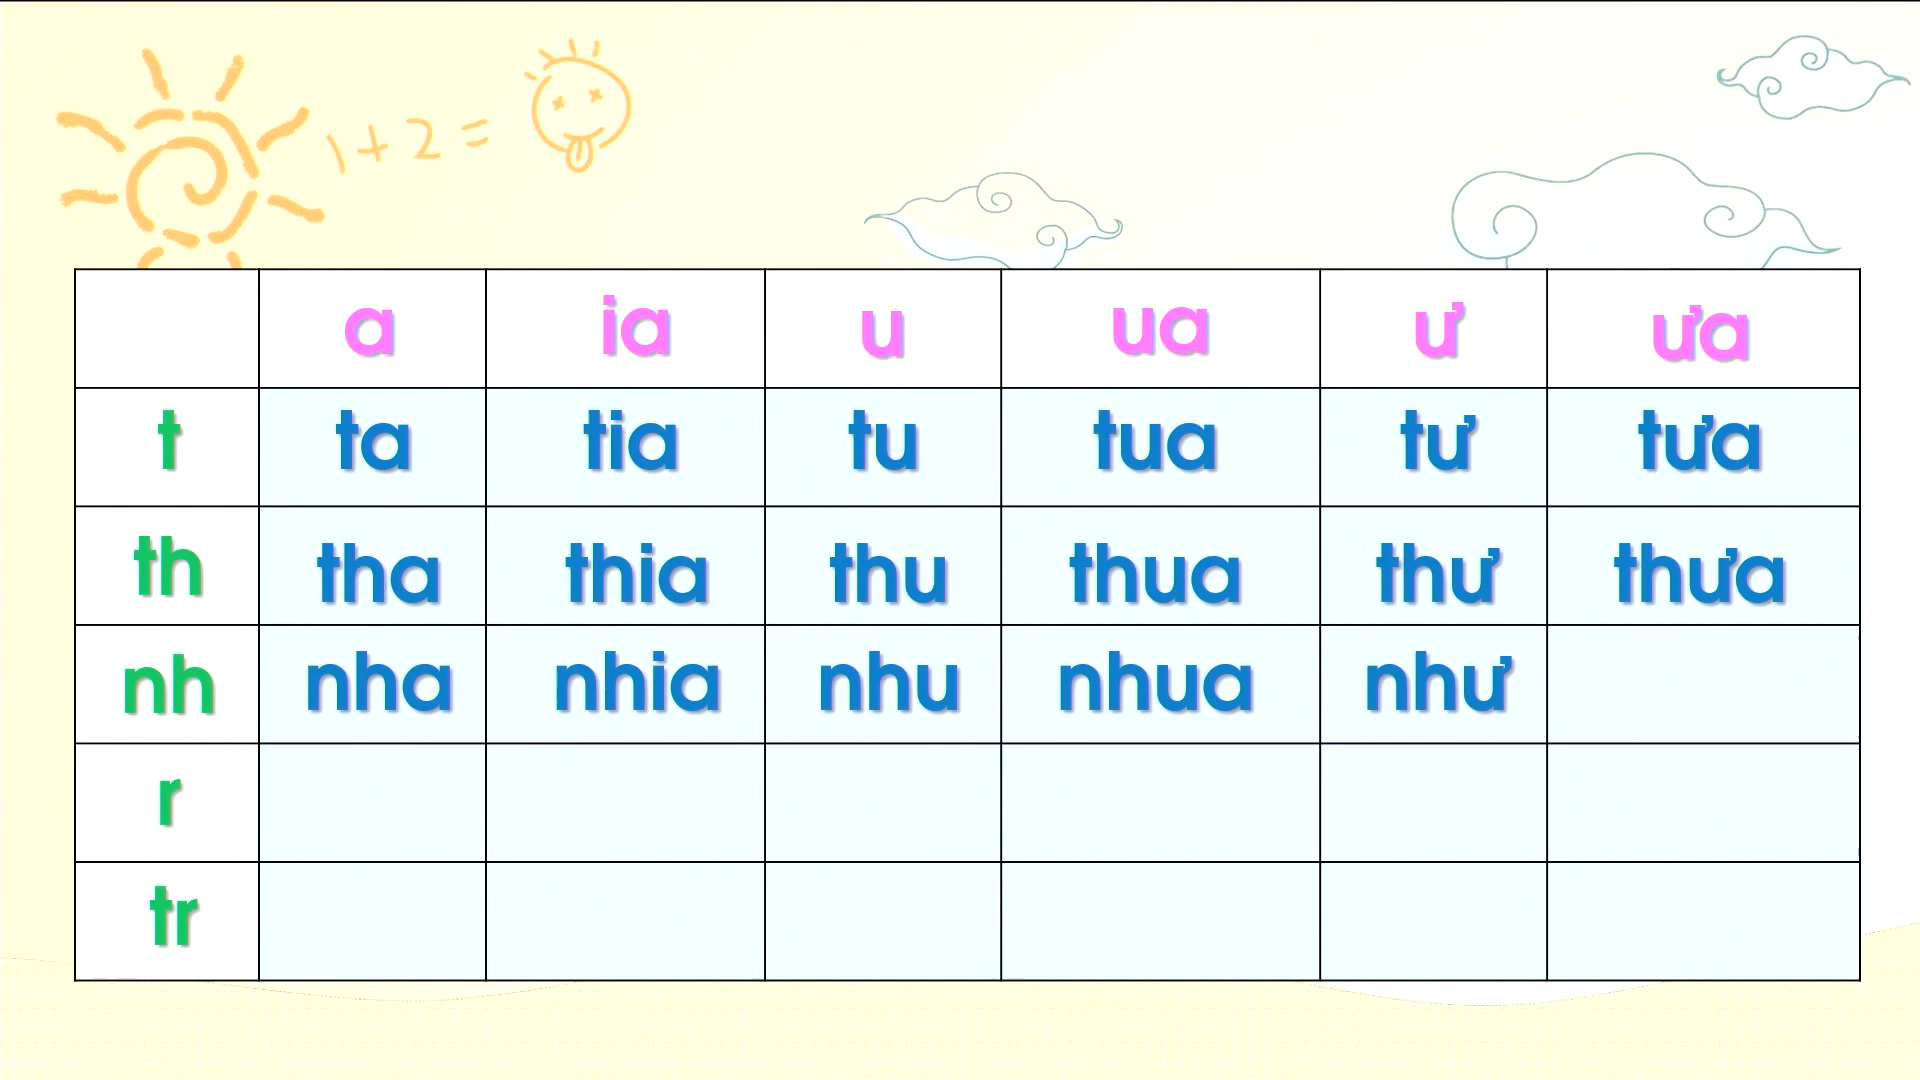 1+2=
a ia u ua ư ưa
t ta tia tu tua tư tưa
th tha thia thu thua thư thưa
nh nha nhia nhu nhua như
r
tr